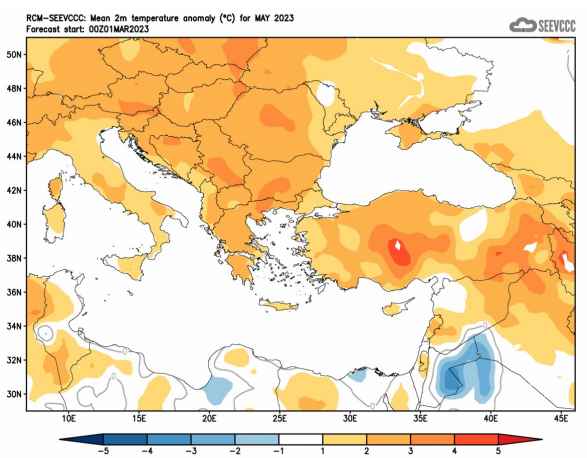 RCM-SEEVCCC: Mean 2m temperature anomaly (°C) for MAY 2023
Forecast start: 00Z01MAR2023
SEEVCCC
50N
48N
46N
44N
42N
40N
38N
36N
34N
32N
30N
10E 15E 20E 25E 30E 35E 40E 45E
-5 -4 -3 -2 -1 1 2 3 4 5